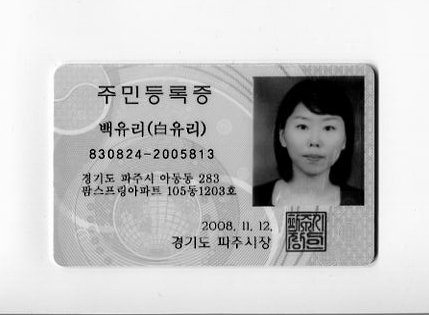 주민등록증
백유리(白유리)
830824-2005813
경기도 파주시 아동동 283
팜스프링아파트 105동1203호
2008. 11. 12.
경기도 파주시장